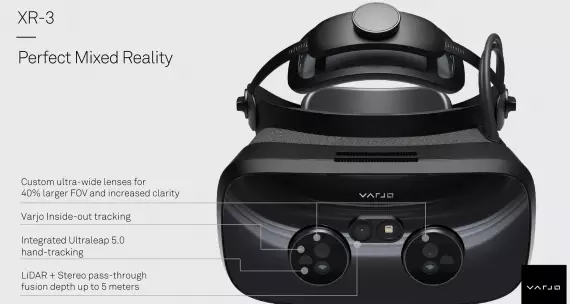 XR-3
Perfect Mixed Reality
VARJO
Custom ultra-wide lenses for
40% larger FOV and increased clarity
Varjo Inside-out tracking
Integrated Ultraleap 5.0
hand-tracking
LiDAR + Stereo pass-through
fusion depth up to 5 meters
VARJO